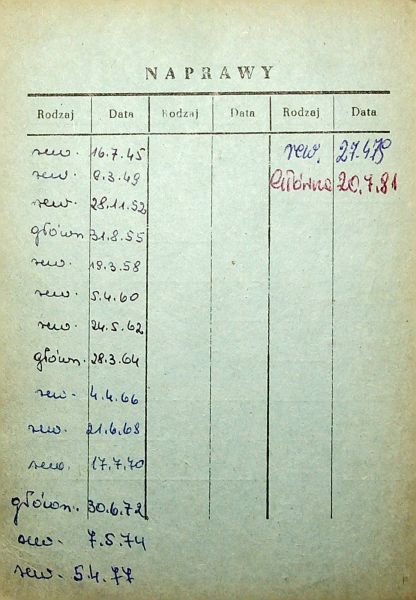 NAPRAWY
Rodzaj Data Rodzaj Data Rodzaj Data
rew. 16.7.45 rew. 27.4.79
rew. 9.3.49 Główna 20.7.81
rew. 28.11.52
główn. 31.8.55
rew. 19.3.58
rew. 5.4.60
rew. 24.5.62
główn. 28.3.64
rew. 4.4.66
rew. 21.6.68
rew. 17.7.70
główn. 30.6.72
rew. 7.5.74
rew. 5.4.77